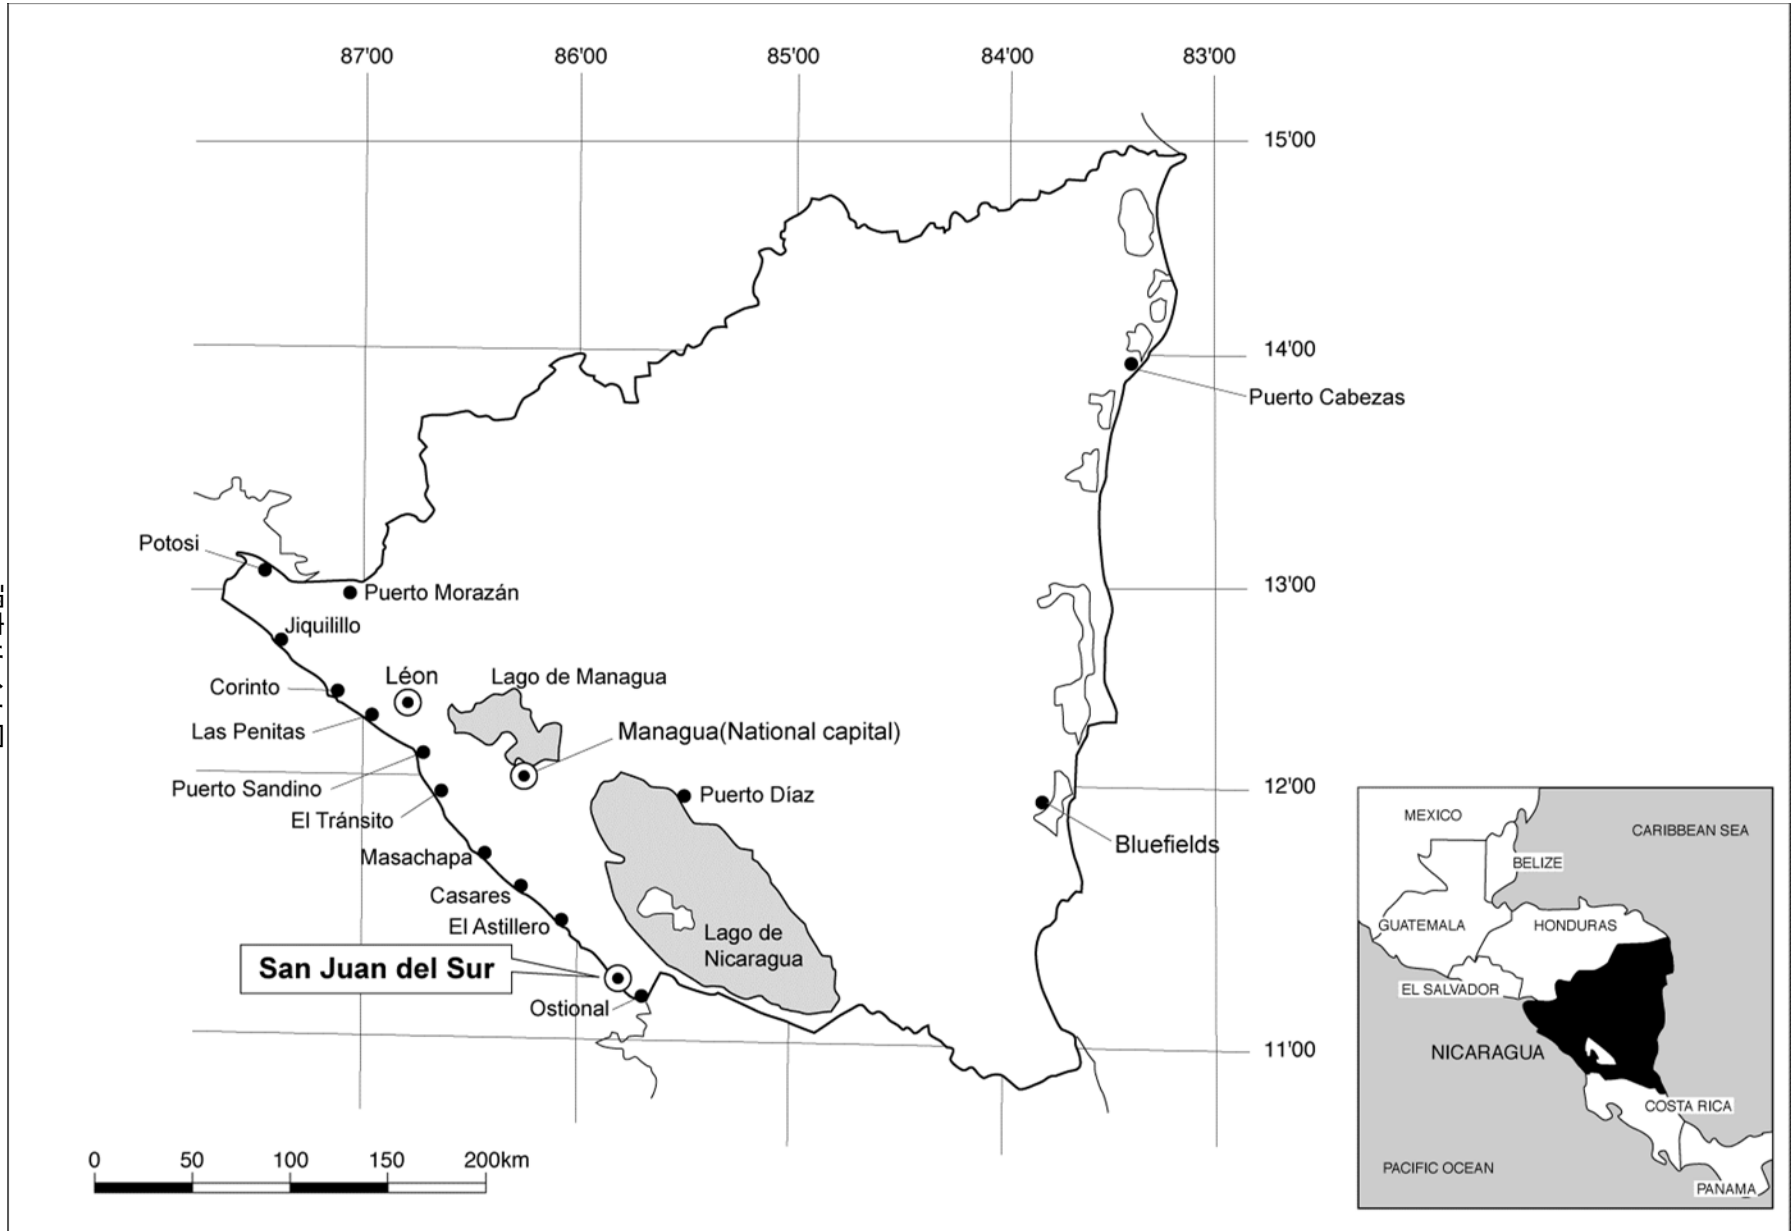 87'00
86'00
85'00
84'00
83'00
15'00
14'00
Puerto Cabezas
Potosi
13'00
Puerto Morazán
Jiquilillo
Léon
Lago de Managua
Corinto
Las Penitas
Managua(National capital)
12'00
Puerto Sandino
Puerto Díaz
El Tránsito
Bluefields
Masachapa
Casares
El Astillero
Lago de
Nicaragua
San Juan del Sur
Ostional
11'00
0
50
100
150
200km
MEXICO
CARIBBEAN SEA
BELIZE
GUATEMALA
HONDURAS
EL SALVADOR
NICARAGUA
COSTA RICA
PACIFIC OCEAN
PANAMA